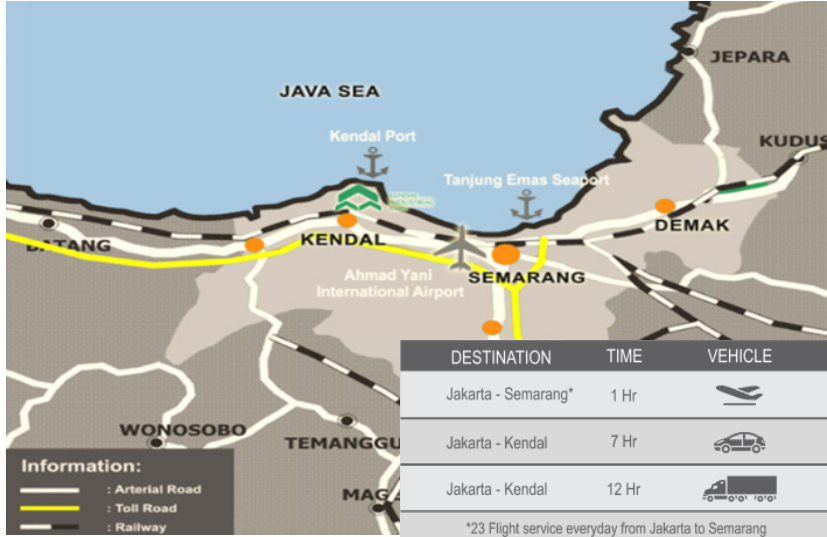 JEPARA
JAVA SEA
Kendal Port
KUDUS
Tanjung Emas Seaport
KENDAL
INDUSTRIAL
DEMAK
BATANG
KENDAL
Ahmad Yani
International Airport
SEMARANG
DESTINATION TIME VEHICLE
Jakarta - Semarang* 1 Hr
Jakarta - Kendal 7 Hr
Jakarta - Kendal 12 Hr
*23 Flight service everyday from Jakarta to Semarang
WONOSOBO
TEMANGGU
MAG
Information:
: Arterial Road
: Toll Road
: Railway